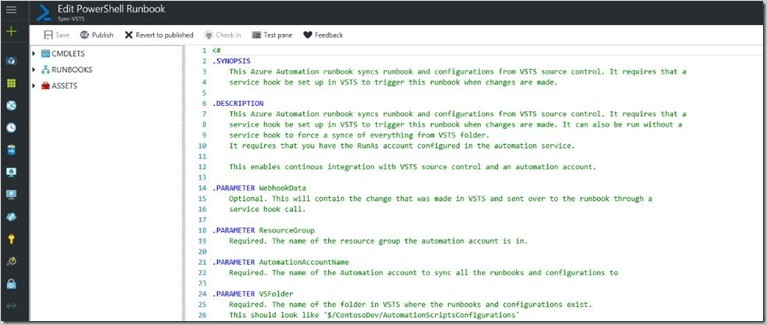 Edit PowerShell Runbook
Sync-VSTS
Save Publish Revert to published Check in Test pane Feedback
CMDLETS
RUNBOOKS
ASSETS
1 <#
2 .SYNOPSIS
3 This Azure Automation runbook syncs runbook and configurations from VSTS source control. It requires that a
4 service hook be set up in VSTS to trigger this runbook when changes are made.
5
6 .DESCRIPTION
7 This Azure Automation runbook syncs runbook and configurations from VSTS source control. It requires that a
8 service hook be set up in VSTS to trigger this runbook when changes are made. It can also be run without a
9 service hook to force a synce of everything from VSTS folder.
10 It requires that you have the RunAs account configured in the automation service.
11
12 This enables continous integration with VSTS source control and an automation account.
13
14 .PARAMETER WebhookData
15 Optional. This will contain the change that was made in VSTS and sent over to the runbook through a
16 service hook call.
17
18 .PARAMETER ResourceGroup
19 Required. The name of the resource group the automation account is in.
20
21 .PARAMETER AutomationAccountName
22 Required. The name of the Automation account to sync all the runbooks and configurations to
23
24 .PARAMETER VSFolder
25 Required. The name of the folder in VSTS where the runbooks and configurations exist.
26 This should look like '$/ContosoDev/AutomationScriptsConfigurations'